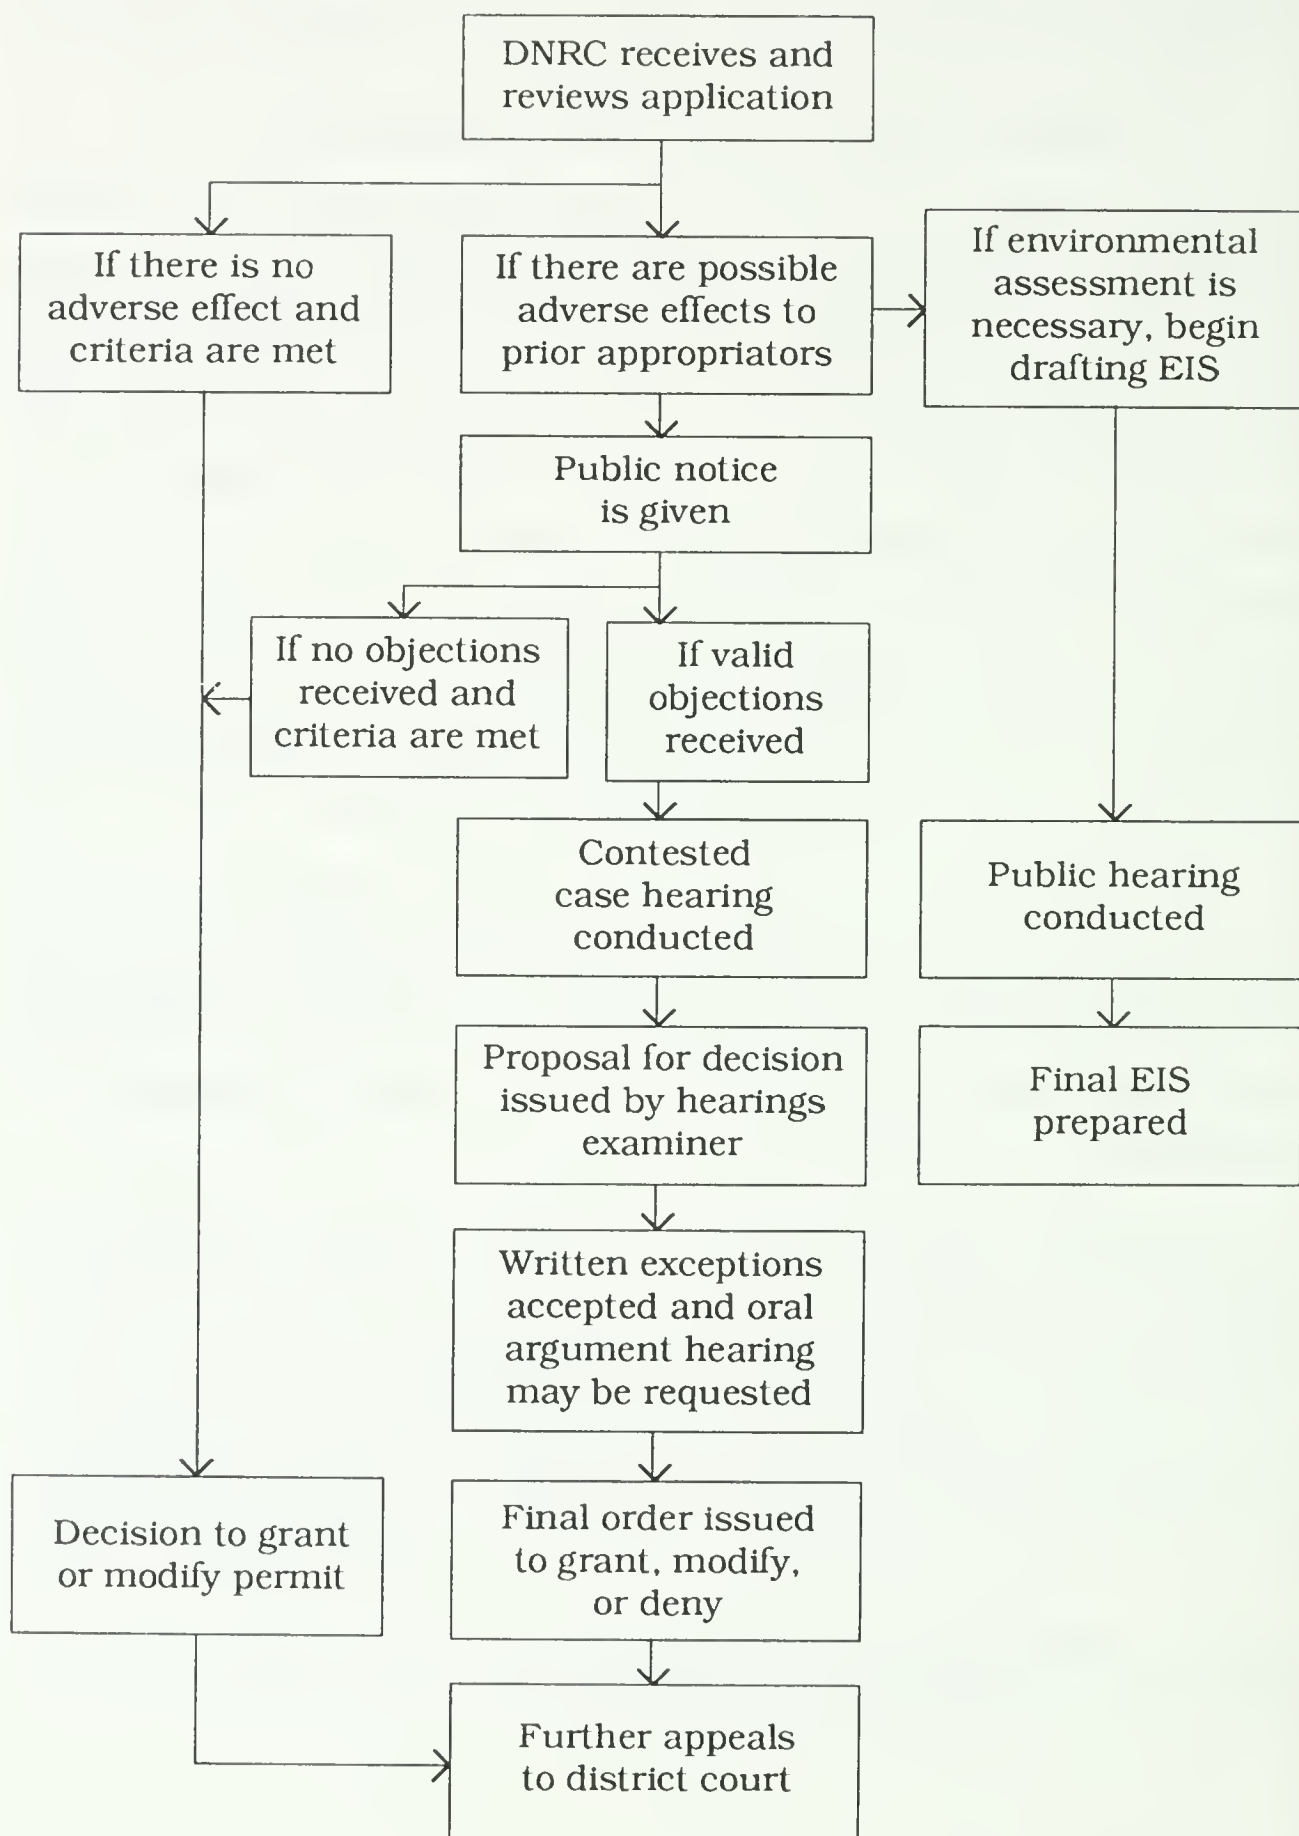 DNRC receives and
reviews application
If there is no
adverse effect and
criteria are met
If there are possible
adverse effects to
prior appropriators
If environmental
assessment is
necessary, begin
drafting EIS
Public notice
is given
If no objections
received and
criteria are met
If valid
objections
received
Contested
case hearing
conducted
Public hearing
conducted
Proposal for decision
issued by hearings
examiner
Final EIS
prepared
Written exceptions
accepted and oral
argument hearing
may be requested
Decision to grant
or modify permit
Final order issued
to grant, modify,
or deny
Further appeals
to district court